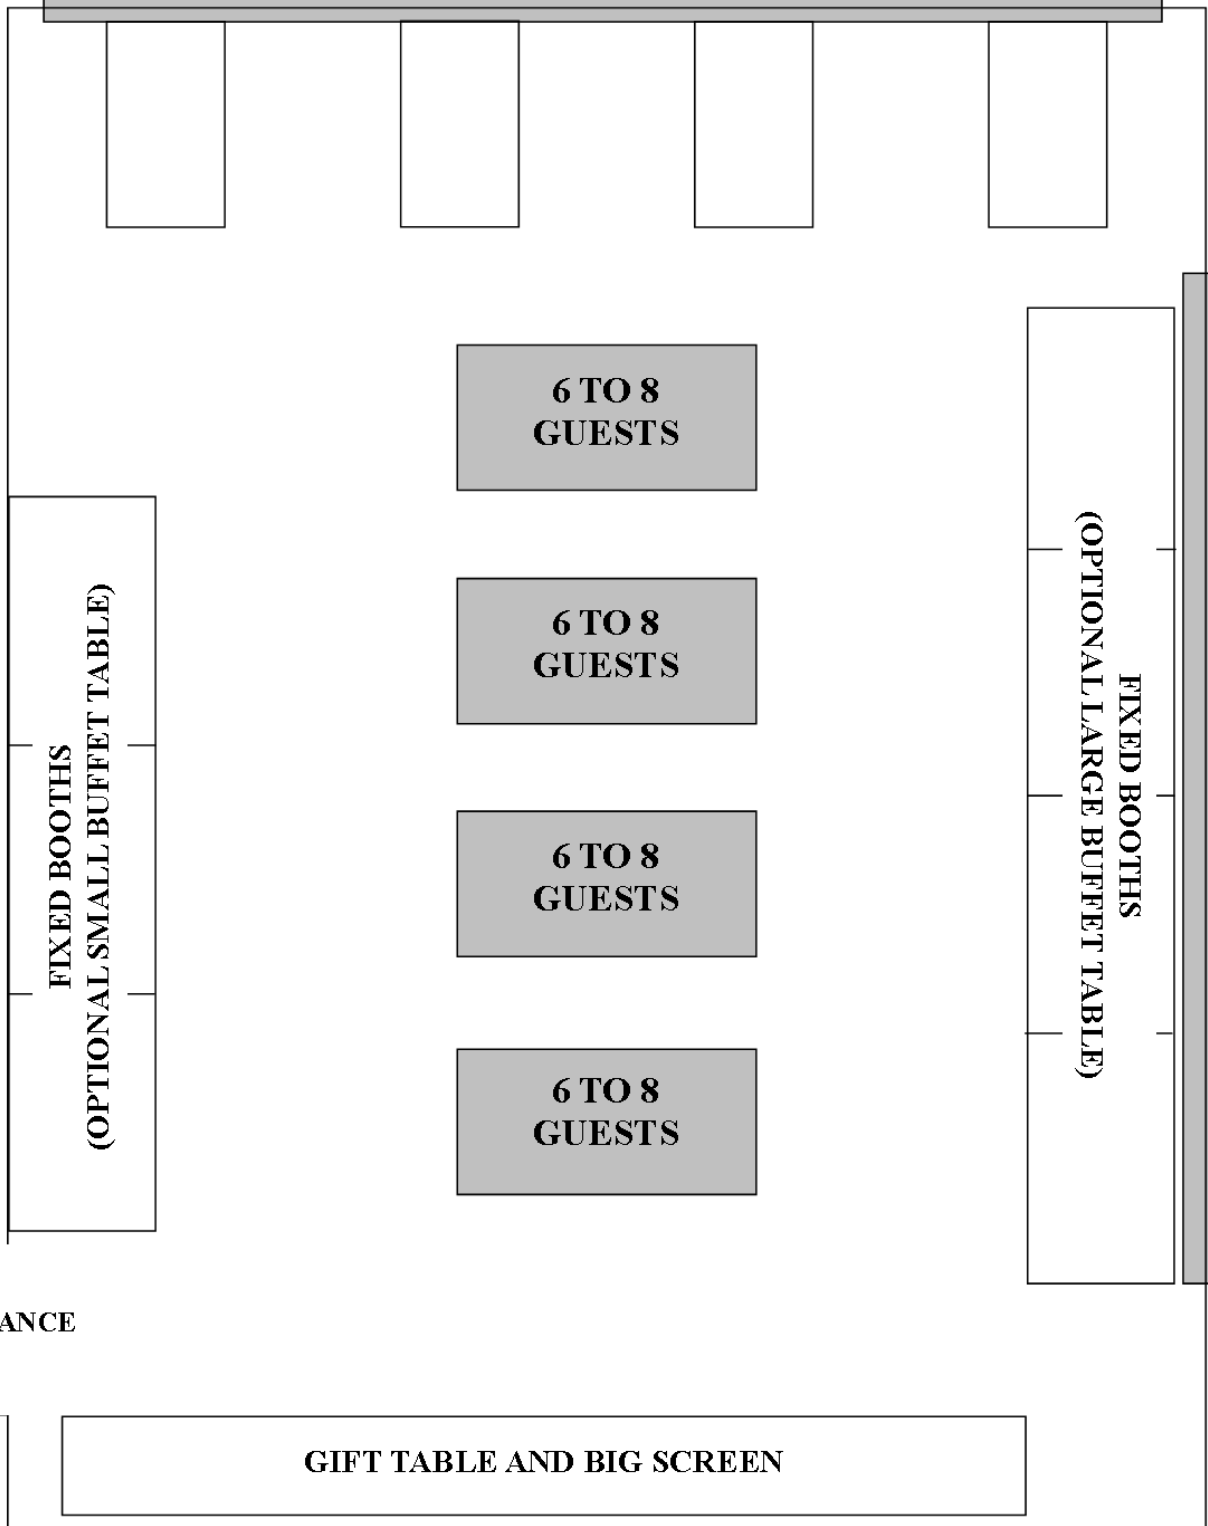 6 TO 8
GUESTS
6 TO 8
GUESTS
6 TO 8
GUESTS
6 TO 8
GUESTS
FIXED BOOTHS
(OPTIONAL SMALL BUFFET TABLE)
FIXED BOOTHS
(OPTIONAL LARGE BUFFET TABLE)
ANCE
GIFT TABLE AND BIG SCREEN